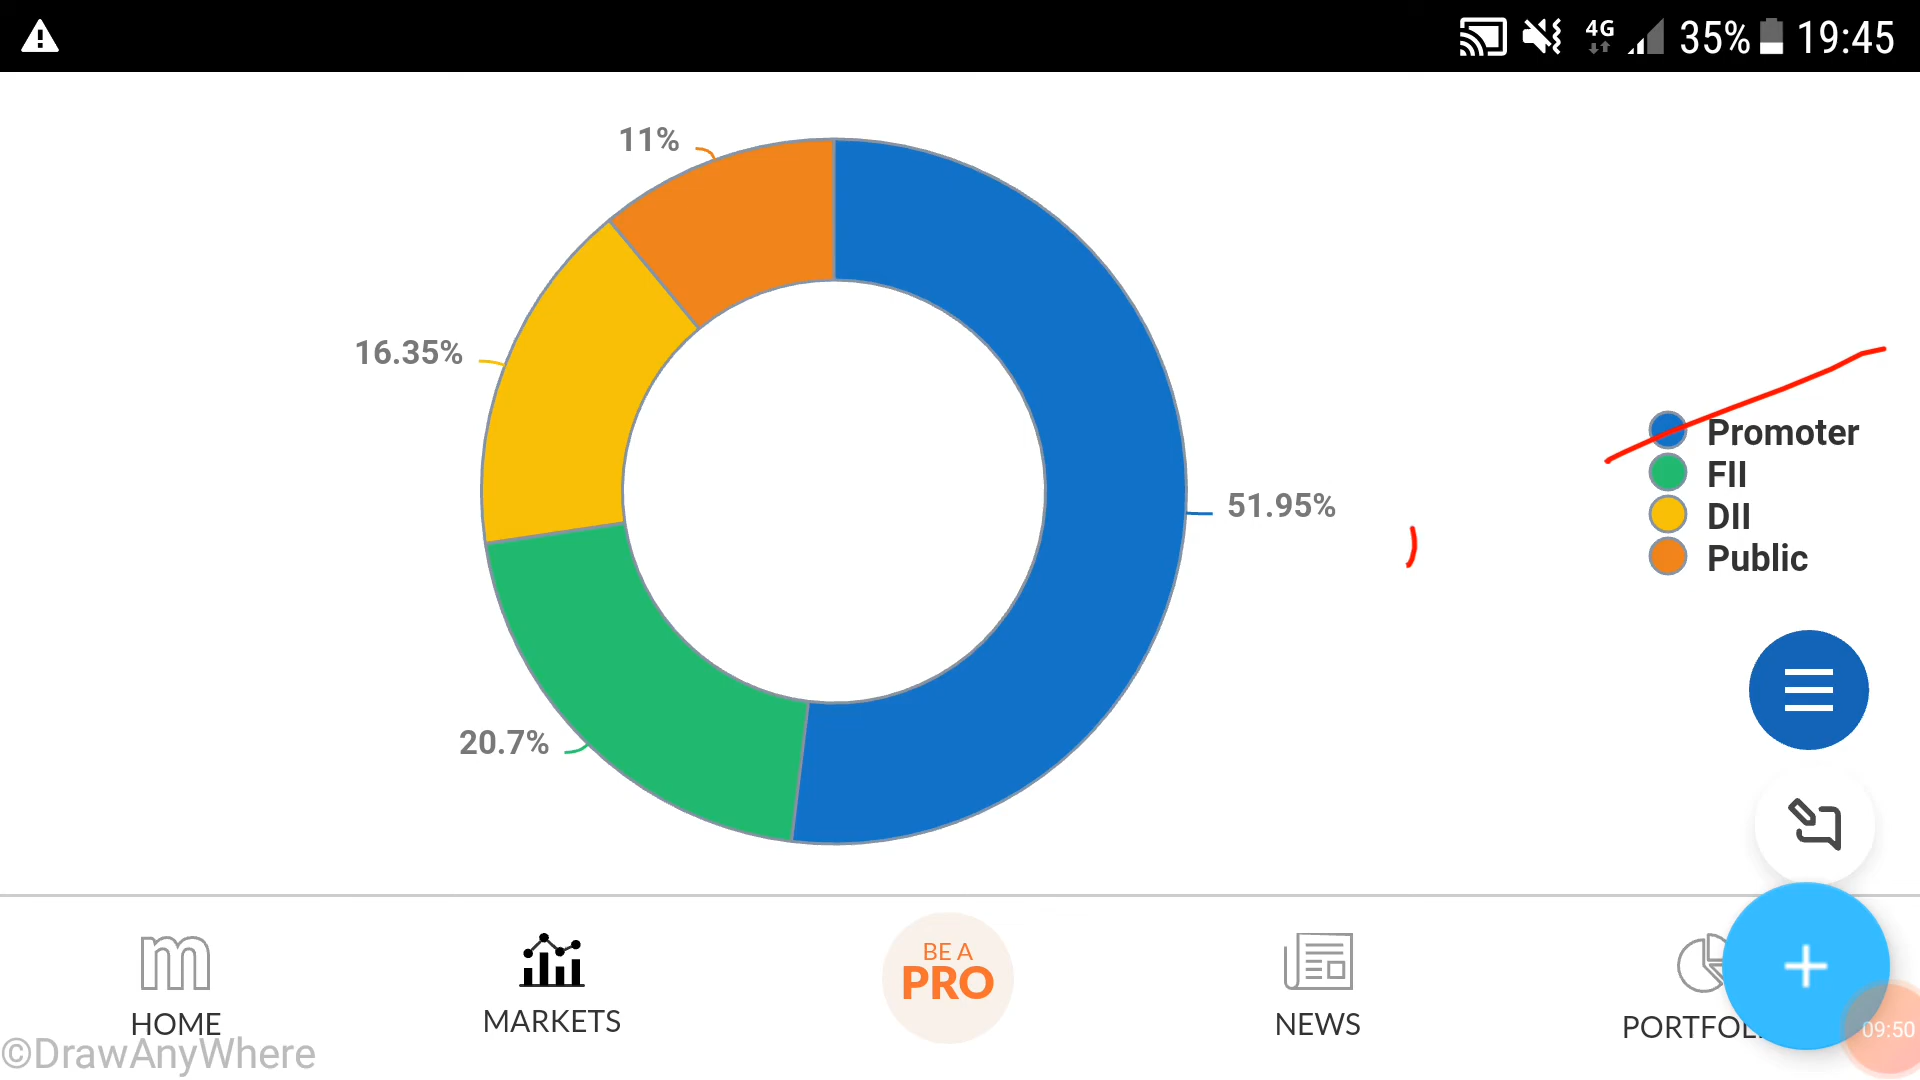 4G 35% 19:45
11%
16.35%
51.95%
20.7%
Promoter
FII
DII
Public
HOME
MARKETS
BE A
PRO
NEWS
09:50
©DrawAnyWhere